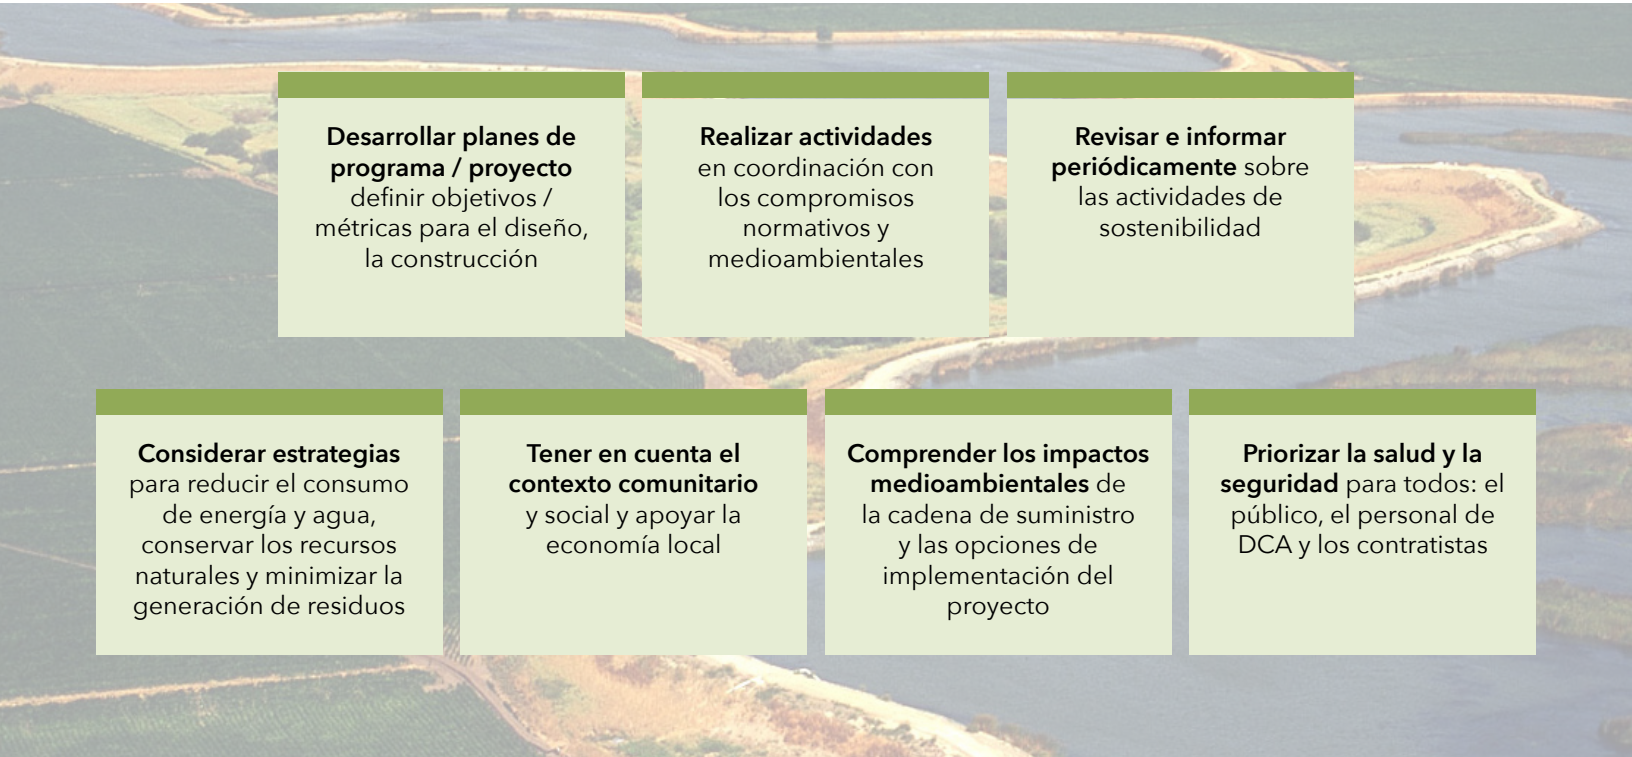 Desarrollar planes de
programa / proyecto
definir objetivos /
métricas para el diseño,
la construcción
Realizar actividades
en coordinación con
los compromisos
normativos y
medioambientales
Revisar e informar
periódicamente sobre
las actividades de
sostenibilidad
Considerar estrategias
para reducir el consumo
de energía y agua,
conservar los recursos
naturales y minimizar la
generación de residuos
Tener en cuenta el
contexto comunitario
y social y apoyar la
economía local
Comprender los impactos
medioambientales de
la cadena de suministro
y las opciones de
implementación del
proyecto
Priorizar la salud y la
seguridad para todos: el
público, el personal de
DCA y los contratistas